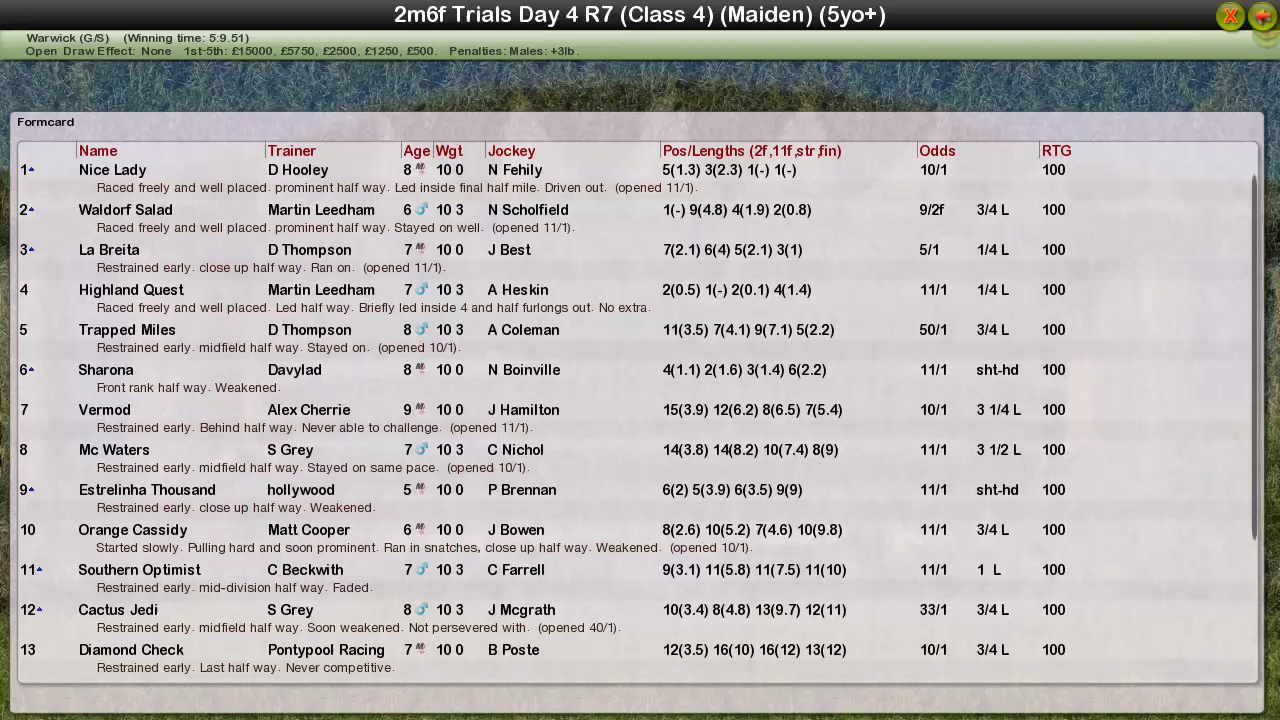 2m6f Trials Day 4 R7 (Class 4) (Maiden) (5yo+)
X
Warwick (G/S) (Winning time: 5:9.51)
Open Draw Effect: None 1st-5th: £15000, £5750, £2500, £1250, £500. Penalties: Males: +3lb.
Formcard
Name Trainer Age Wgt Jockey Pos/Lengths (2f,11f,str,fin) Odds RTG
1 Nice Lady D Hooley 8 10 0 N Fehily 5(1.3) 3(2.3) 1(-) 1(-) 10/1 100
Raced freely and well placed. prominent half way. Led inside final half mile. Driven out. (opened 11/1).
2 Waldorf Salad Martin Leedham 6 10 3 N Scholfield 1(-) 9(4.8) 4(1.9) 2(0.8) 9/2f 3/4 L 100
Raced freely and well placed. prominent half way. Stayed on well. (opened 11/1).
3 La Breita D Thompson 7 10 0 J Best 7(2.1) 6(4) 5(2.1) 3(1) 5/1 1/4 L 100
Restrained early. close up half way. Ran on. (opened 11/1).
4 Highland Quest Martin Leedham 7 10 3 A Heskin 2(0.5) 1(-) 2(0.1) 4(1.4) 11/1 1/4 L 100
Raced freely and well placed. Led half way. Briefly led inside 4 and half furlongs out. No extra.
5 Trapped Miles D Thompson 8 10 3 A Coleman 11(3.5) 7(4.1) 9(7.1) 5(2.2) 50/1 3/4 L 100
Restrained early. midfield half way. Stayed on. (opened 10/1).
6 Sharona Davylad 8 10 0 N Boinville 4(1.1) 2(1.6) 3(1.4) 6(2.2) 11/1 sht-hd 100
Front rank half way. Weakened.
7 Vermod Alex Cherrie 9 10 0 J Hamilton 15(3.9) 12(6.2) 8(6.5) 7(5.4) 10/1 3 1/4 L 100
Restrained early. Behind half way. Never able to challenge. (opened 11/1).
8 Mc Waters S Grey 7 10 3 C Nichol 14(3.8) 14(8.2) 10(7.4) 8(9) 11/1 3 1/2 L 100
Restrained early. midfield half way. Stayed on same pace. (opened 10/1).
9 Estrelinha Thousand hollywood 5 10 0 P Brennan 6(2) 5(3.9) 6(3.5) 9(9) 11/1 sht-hd 100
Restrained early. close up half way. Weakened.
10 Orange Cassidy Matt Cooper 6 10 0 J Bowen 8(2.6) 10(5.2) 7(4.6) 10(9.8) 11/1 3/4 L 100
Started slowly. Pulling hard and soon prominent. Ran in snatches, close up half way. Weakened. (opened 10/1).
11 Southern Optimist C Beckwith 7 10 3 C Farrell 9(3.1) 11(5.8) 11(7.5) 11(10) 11/1 1 L 100
Restrained early. mid-division half way. Faded.
12 Cactus Jedi S Grey 8 10 3 J Mcgrath 10(3.4) 8(4.8) 13(9.7) 12(11) 33/1 3/4 L 100
Restrained early. midfield half way. Soon weakened. Not persevered with. (opened 40/1).
13 Diamond Check Pontypool Racing 7 10 0 B Poste 12(3.5) 16(10) 16(12) 13(12) 10/1 3/4 L 100
Restrained early. Last half way. Never competitive.